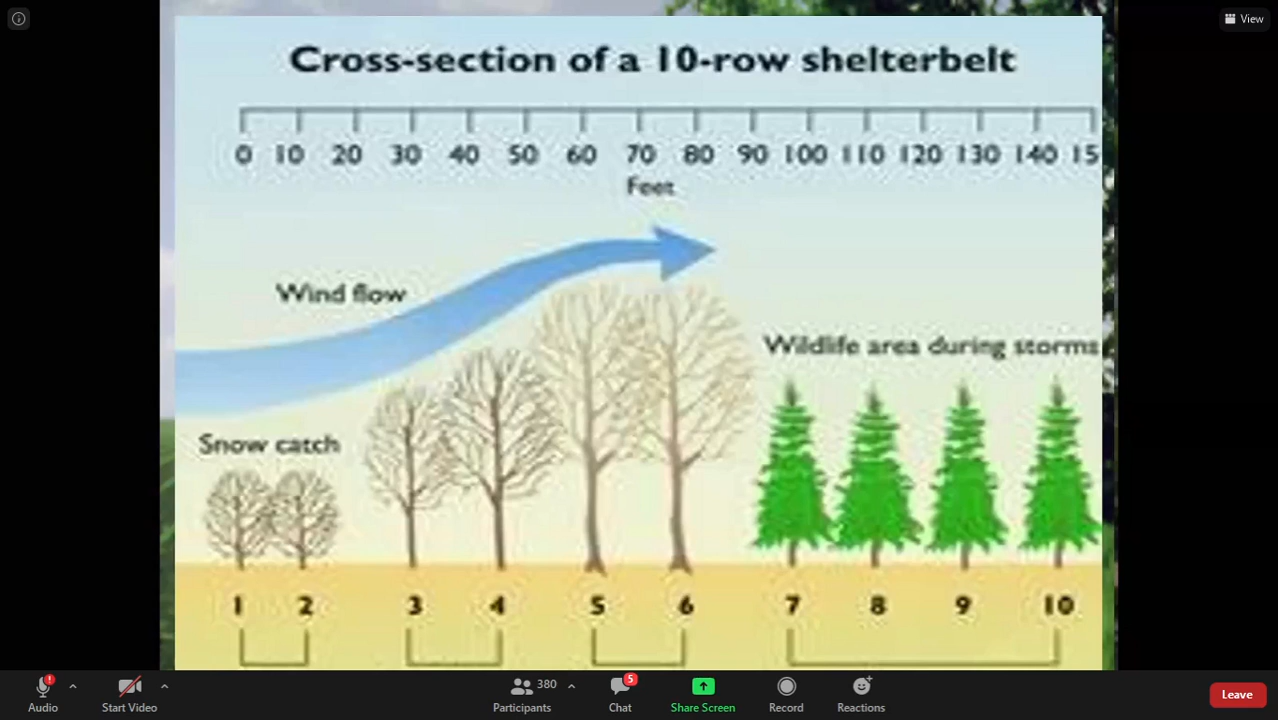 View
Cross-section of a 10-row shelterbelt
0 10 20 30 40 50 60 70 80 90 100 110 120 130 140 15
Feet
Wind flow
Wildlife area during storms
Snow catch
1 2 3 4 5 6 7 8 9 10
380
5
Audio
Start Video
Participants
Chat
Share Screen
Record
Reactions
Leave